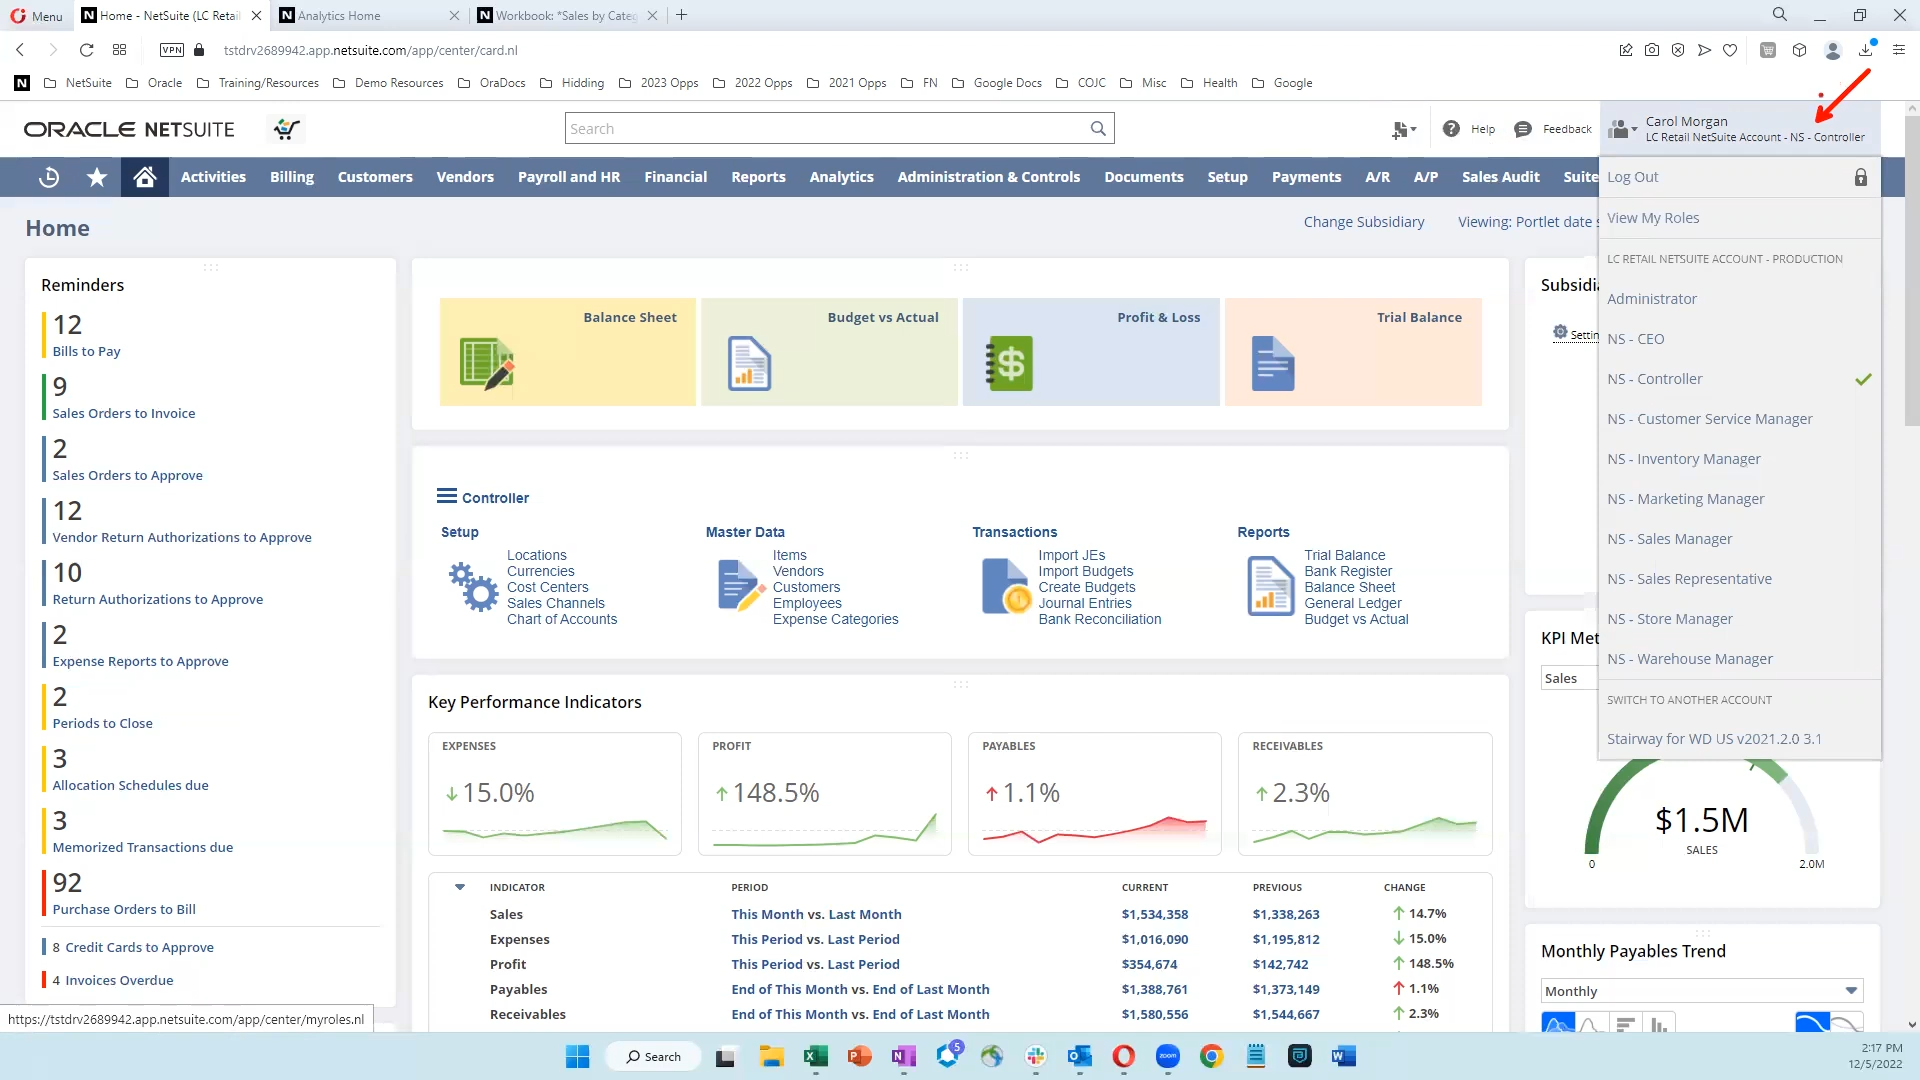 Menu
Home - NetSuite (LC Retail
Analytics Home
Workbook: *Sales by Categ
VPN
tstdrv2689942.app.netsuite.com/app/center/card.nl
NetSuite
Oracle
Training/Resources
Demo Resources
OraDocs
Hidding
2023 Opps
2022 Opps
2021 Opps
FN
Google Docs
COJC
Misc
Health
Google
ORACLE NETSUITE
Search
Help
Feedback
Carol Morgan
LC Retail NetSuite Account - NS - Controller
Activities
Billing
Customers
Vendors
Payroll and HR
Financial
Reports
Analytics
Administration & Controls
Documents
Setup
Payments
A/R
A/P
Sales Audit
Suite
Log Out
View My Roles
LC RETAIL NETSUITE ACCOUNT - PRODUCTION
Administrator
NS - CEO
NS - Controller
NS - Customer Service Manager
NS - Inventory Manager
NS - Marketing Manager
NS - Sales Manager
NS - Sales Representative
NS - Store Manager
NS - Warehouse Manager
SWITCH TO ANOTHER ACCOUNT
Stairway for WD US v2021.2.0 3.1
Home
Change Subsidiary
Viewing: Portlet date s
Reminders
12
Bills to Pay
9
Sales Orders to Invoice
2
Sales Orders to Approve
12
Vendor Return Authorizations to Approve
10
Return Authorizations to Approve
2
Expense Reports to Approve
2
Periods to Close
3
Allocation Schedules due
3
Memorized Transactions due
92
Purchase Orders to Bill
8 Credit Cards to Approve
4 Invoices Overdue
Balance Sheet
Budget vs Actual
Profit & Loss
Trial Balance
Controller
Setup
Locations
Currencies
Cost Centers
Sales Channels
Chart of Accounts
Master Data
Items
Vendors
Customers
Employees
Expense Categories
Transactions
Import JEs
Import Budgets
Create Budgets
Journal Entries
Bank Reconciliation
Reports
Trial Balance
Bank Register
Balance Sheet
General Ledger
Budget vs Actual
Key Performance Indicators
EXPENSES
15.0%
PROFIT
148.5%
PAYABLES
1.1%
RECEIVABLES
2.3%
INDICATOR PERIOD CURRENT PREVIOUS CHANGE
Sales This Month vs. Last Month $1,534,358 $1,338,263 14.7%
Expenses This Period vs. Last Period $1,016,090 $1,195,812 15.0%
Profit This Period vs. Last Period $354,674 $142,742 148.5%
Payables End of This Month vs. End of Last Month $1,388,761 $1,373,149 1.1%
Receivables End of This Month vs. End of Last Month $1,580,556 $1,544,667 2.3%
Subsidi
Settin
KPI Met
Sales
$1.5M
SALES
0
2.0M
Monthly Payables Trend
Monthly
https://tstdrv2689942.app.netsuite.com/app/center/myroles.nl
Search
5
zoom
2:17 PM
12/5/2022